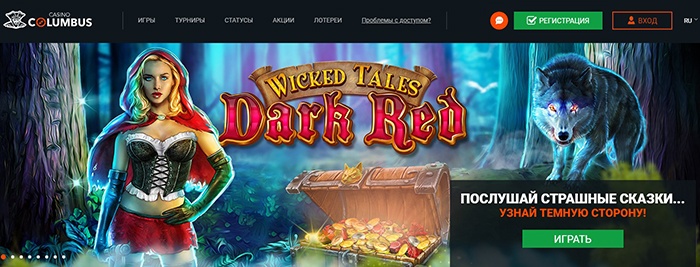 CASINO
COLUMBUS
ИГРЫ
ТУРНИРЫ
СТАТУСЫ
АКЦИИ
ЛОТЕРЕИ
Проблемы с доступом?
РЕГИСТРАЦИЯ
ВХОД
RU
WICKED TALES
Dark Red
ПОСЛУШАЙ СТРАШНЫЕ СКАЗКИ...
УЗНАЙ ТЕМНУЮ СТОРОНУ!
ИГРАТЬ